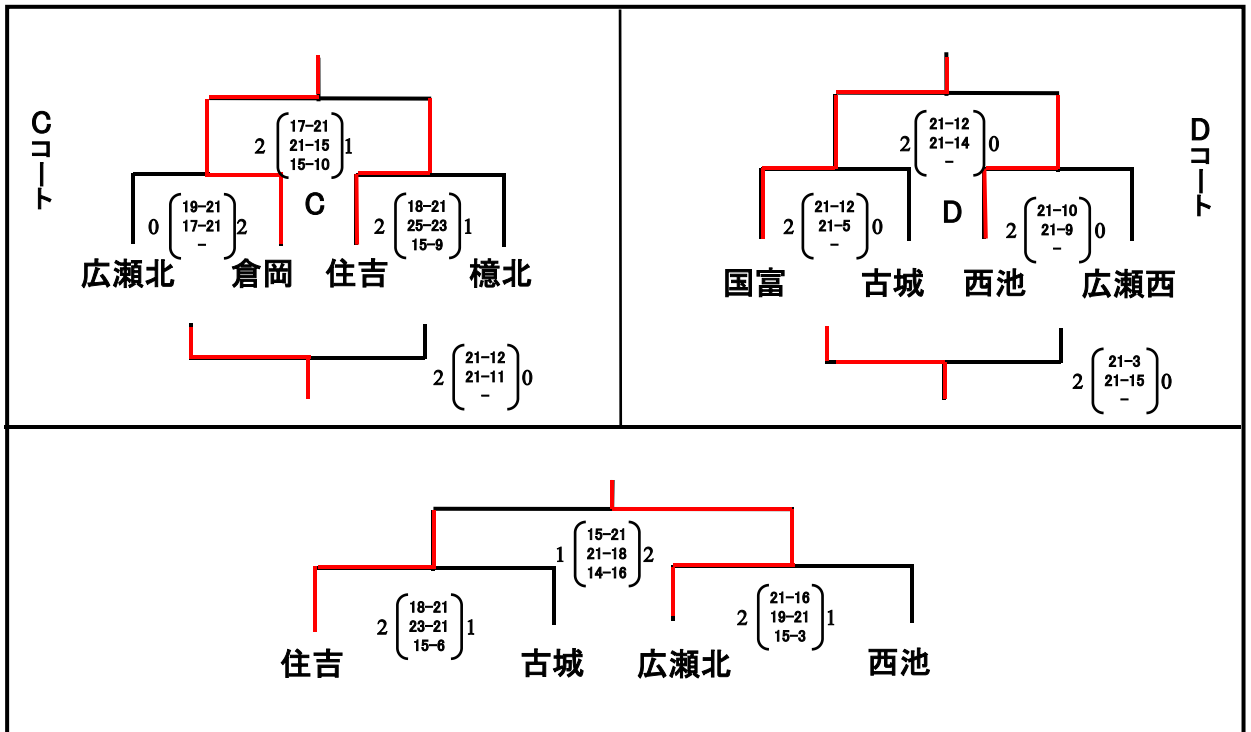 Cコート
17-21
2 21-15 1
15-10
C
19-21
0 17-21 2
-
18-21
2 25-23 1
15-9
広瀬北 倉岡 住吉 檍北
21-12
2 21-11 0
-
Dコート
21-12
2 21-14 0
-
D
21-12
2 21-5 0
-
21-10
2 21-9 0
-
国富 古城 西池 広瀬西
21-3
2 21-15 0
-
15-21
1 21-18 2
14-16
18-21
2 23-21 1
15-6
21-16
2 19-21 1
15-3
住吉 古城 広瀬北 西池